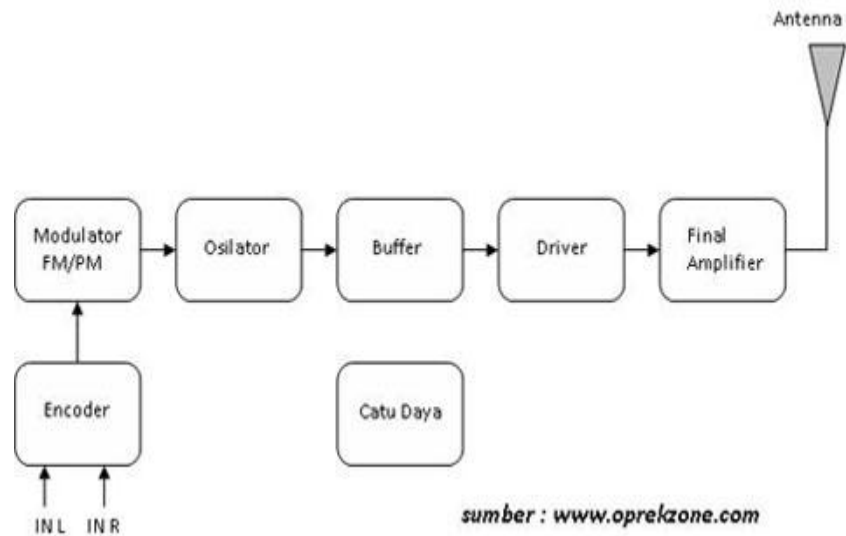 Antenna
Modulator
FM/PM
Osilator
Buffer
Driver
Final
Amplifier
Encoder
Catu Daya
IN L IN R
sumber : www.oprekzone.com